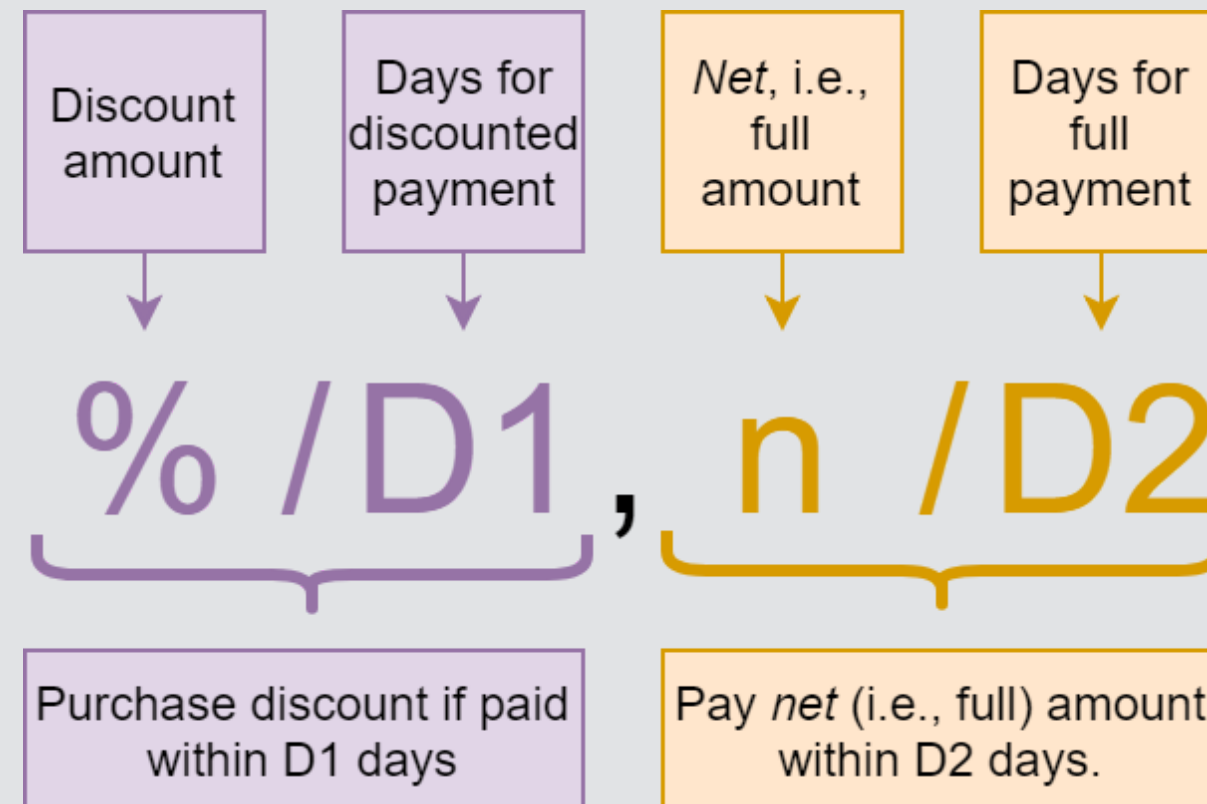 Discount
amount
Days for
discounted
payment
Net, i.e.,
full
amount
Days for
full
payment
% / D1 , n / D2
Purchase discount if paid
within D1 days
Pay net (i.e., full) amount
within D2 days.